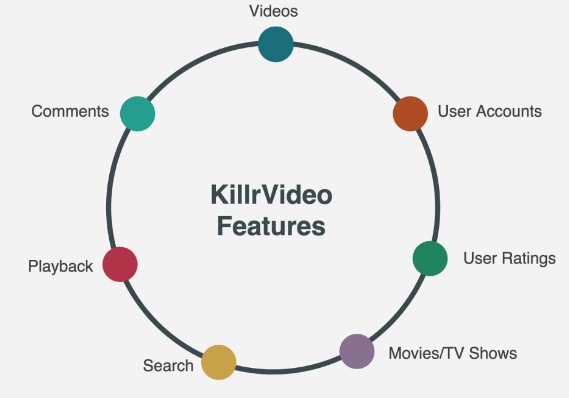 Videos
Comments
User Accounts
KillrVideo
Features
Playback
User Ratings
Search
Movies/TV Shows